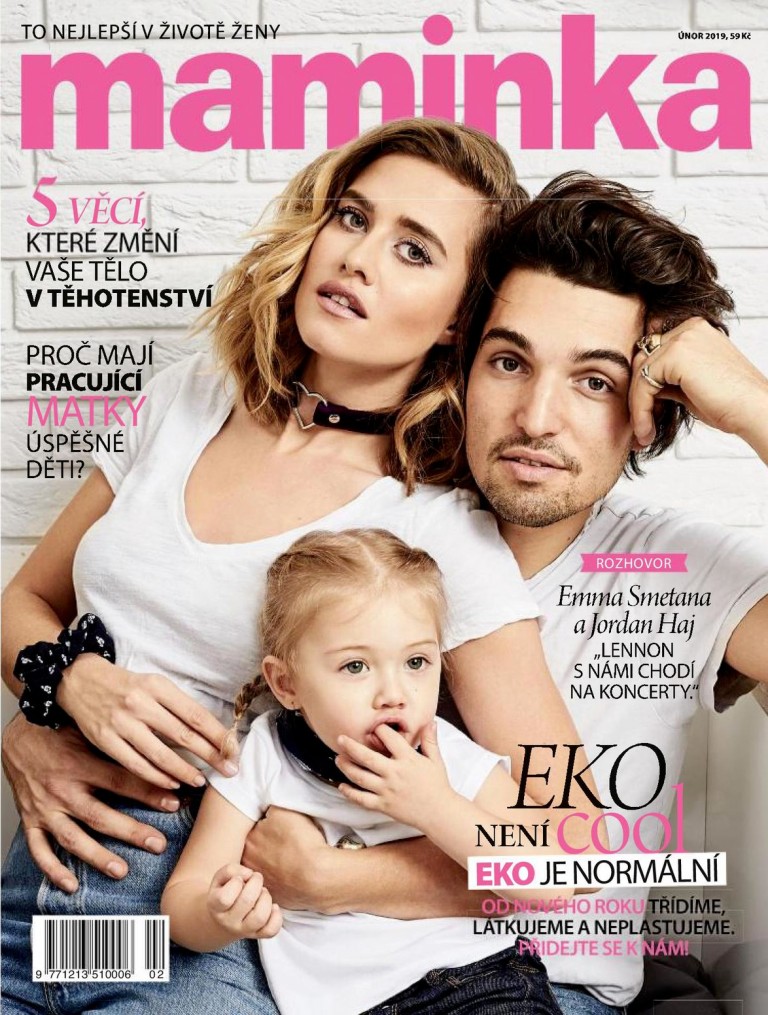 TO NEJLEPŠÍ V ŽIVOTĚ ŽENY
ÚNOR 2019, 59 Kč
maminka
5 VĚCÍ,
KTERÉ ZMĚNÍ
VAŠE TĚLO
V TĚHOTENSTVÍ
PROČ MAJÍ
PRACUJÍCÍ
MATKY
ÚSPĚŠNÉ
DĚTI?
ROZHOVOR
Emma Smetana
a Jordan Haj
„LENNON
S NÁMI CHODÍ
NA KONCERTY.“
EKO
NENÍ cool
EKO JE NORMÁLNÍ
OD NOVÉHO ROKU TŘÍDÍME,
LÁTKUJEME A NEPLASTUJEME.
PŘIDEJTE SE K NÁM!
9 771213 510006 02